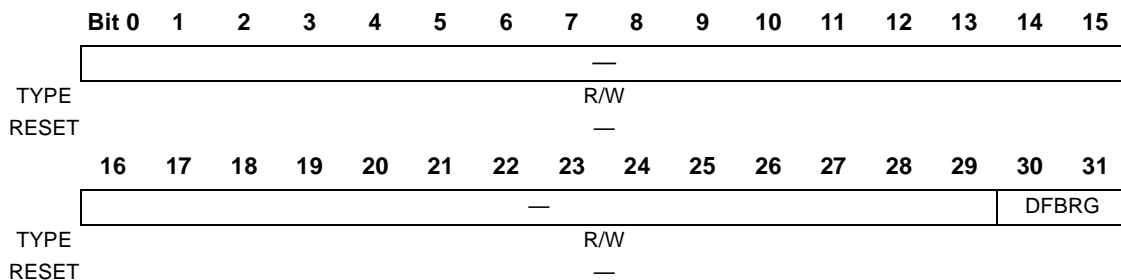 Bit 0 1 2 3 4 5 6 7 8 9 10 11 12 13 14 15
—
TYPE R/W
RESET —
16 17 18 19 20 21 22 23 24 25 26 27 28 29 30 31
— DFBRG
TYPE R/W
RESET —